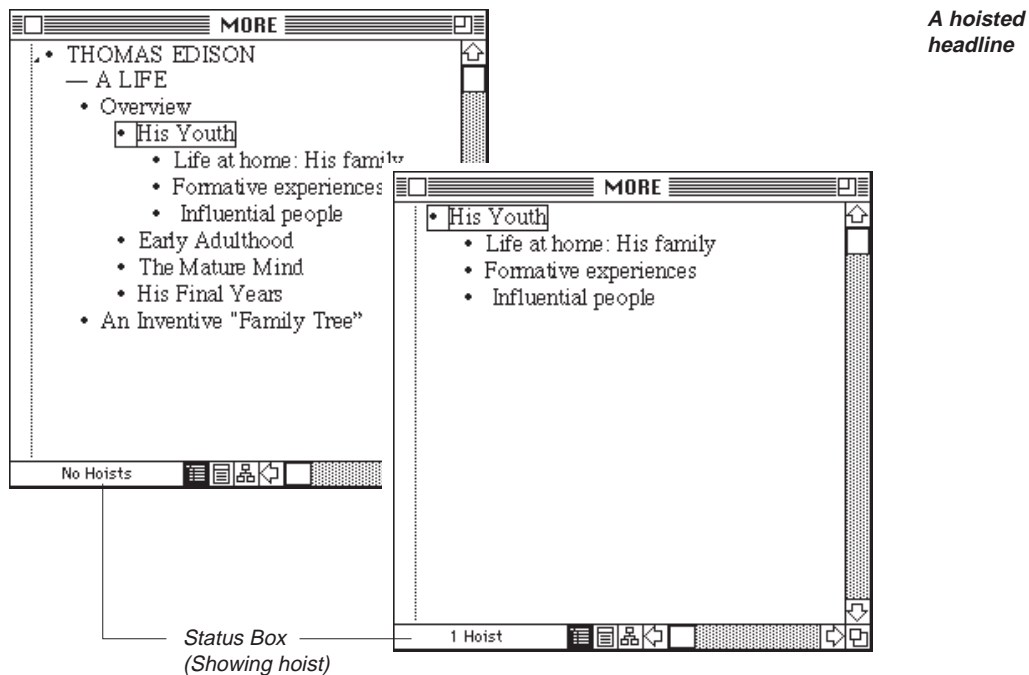 MORE
THOMAS EDISON
— A LIFE
• Overview
• His Youth
• Life at home: His family
• Formative experiences
• Influential people
• Early Adulthood
• The Mature Mind
• His Final Years
• An Inventive "Family Tree”
No Hoists
MORE
• His Youth
• Life at home: His family
• Formative experiences
• Influential people
1 Hoist
Status Box
(Showing hoist)
A hoisted
headline